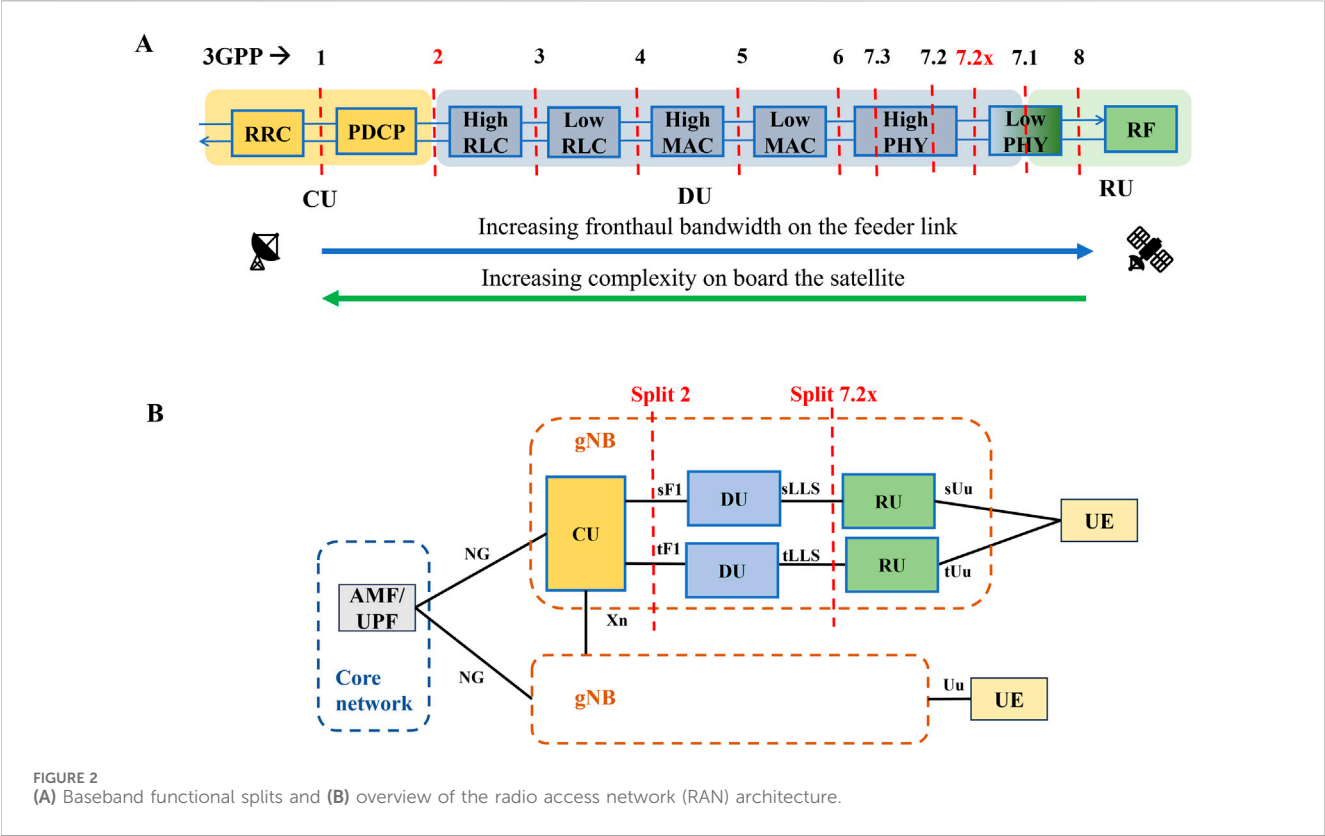 A
3GPP → 1 2 3 4 5 6 7.3 7.2 7.2x 7.1 8
RRC
PDCP
High
RLC
Low
RLC
High
MAC
Low
MAC
High
PHY
Low
PHY
RF
CU
DU
RU
Increasing fronthaul bandwidth on the feeder link
Increasing complexity on board the satellite
B
Split 2
Split 7.2x
gNB
CU
sF1
DU
sLLS
RU
sUu
tF1
DU
tLLS
RU
tUu
UE
NG
AMF/
UPF
Xn
Core
network
NG
gNB
Uu
UE
FIGURE 2
(A) Baseband functional splits and (B) overview of the radio access network (RAN) architecture.